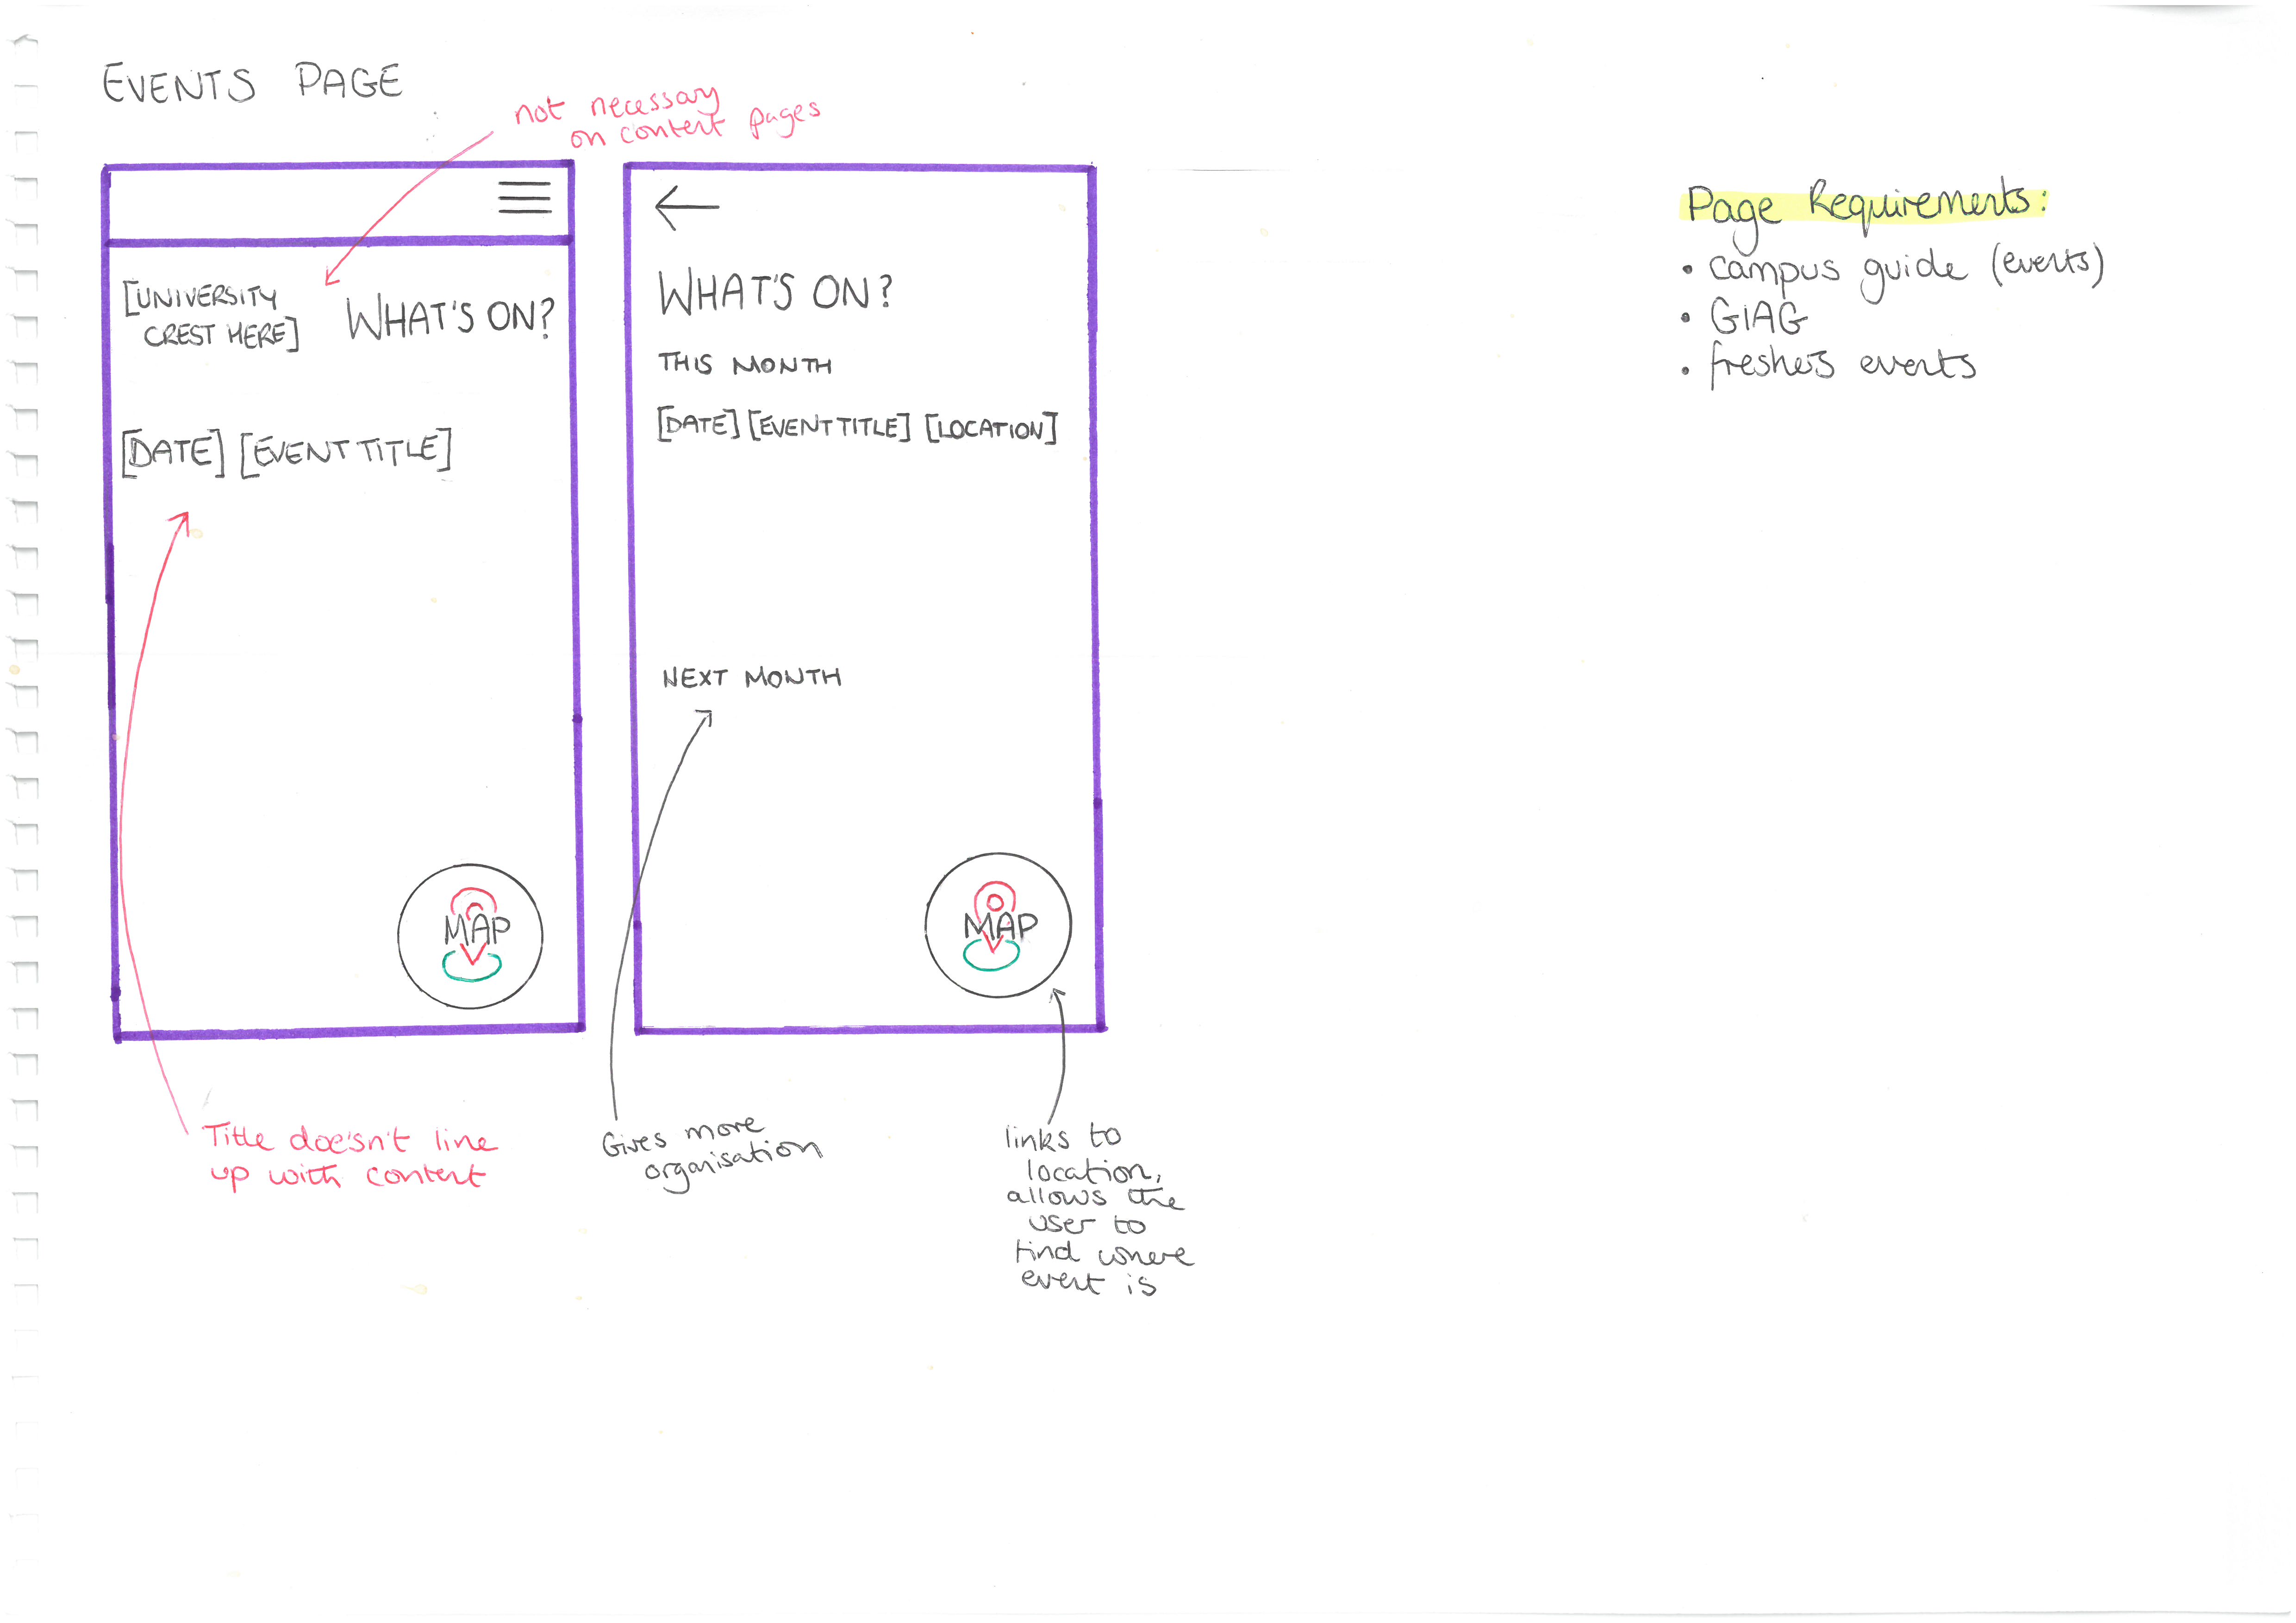 EVENTS PAGE
not necessary
on content pages
[UNIVERSITY
CREST HERE]
WHAT'S ON?
[DATE] [EVENT TITLE]
MAP
Title doesn't line
up with content
WHAT'S ON?
THIS MONTH
[DATE] [EVENT TITLE] [LOCATION]
NEXT MONTH
MAP
Gives more
organisation
links to
location,
allows the
user to
find where
event is
Page Requirements:
• campus guide (events)
• GIAG
• freshers events